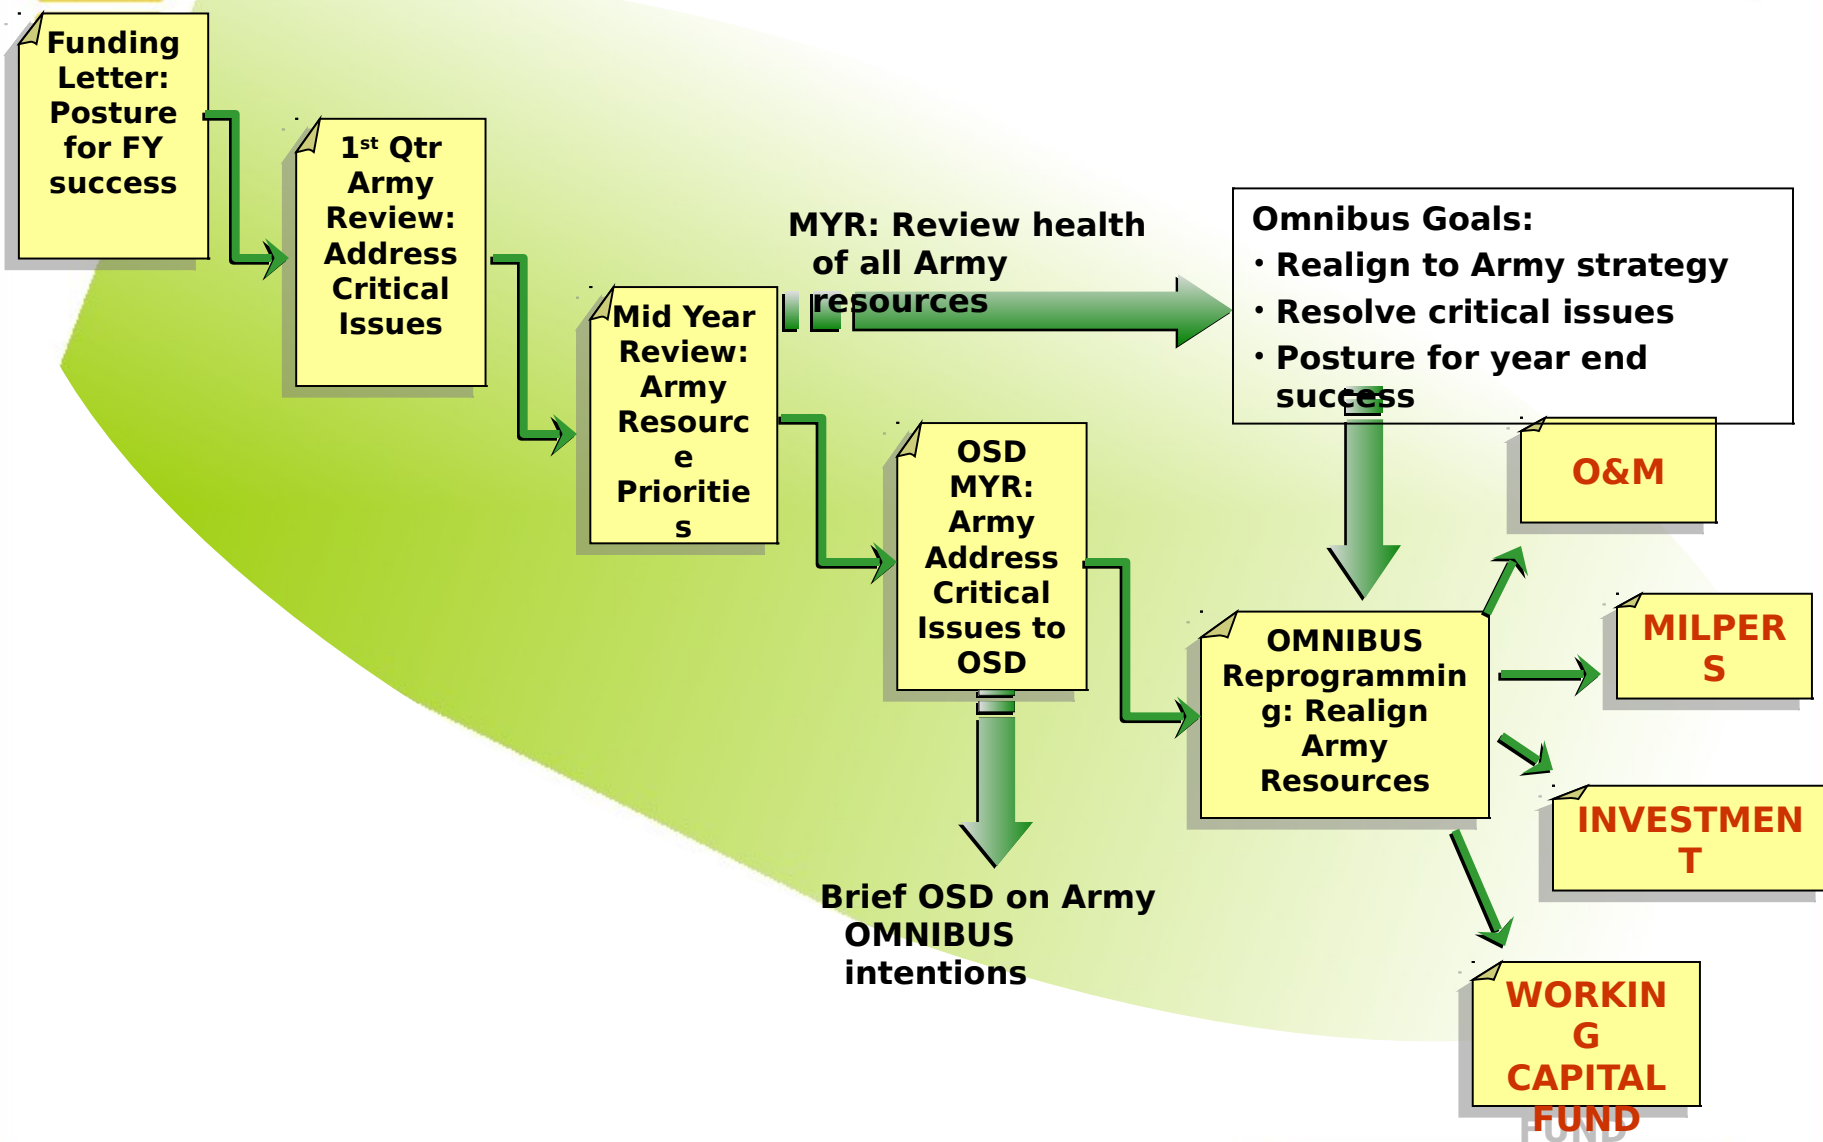 Funding
Letter:
Posture
for FY
success
1st Qtr
Army
Review:
Address
Critical
Issues
MYR: Review health
of all Army
resources
Omnibus Goals:
• Realign to Army strategy
• Resolve critical issues
• Posture for year end
success
Mid Year
Review:
Army
Resourc
e
Prioritie
s
OSD
MYR:
Army
Address
Critical
Issues to
OSD
O&M
MILPER
S
OMNIBUS
Reprogrammin
g: Realign
Army
Resources
INVESTMEN
T
Brief OSD on Army
OMNIBUS
intentions
WORKIN
G
CAPITAL
FUND